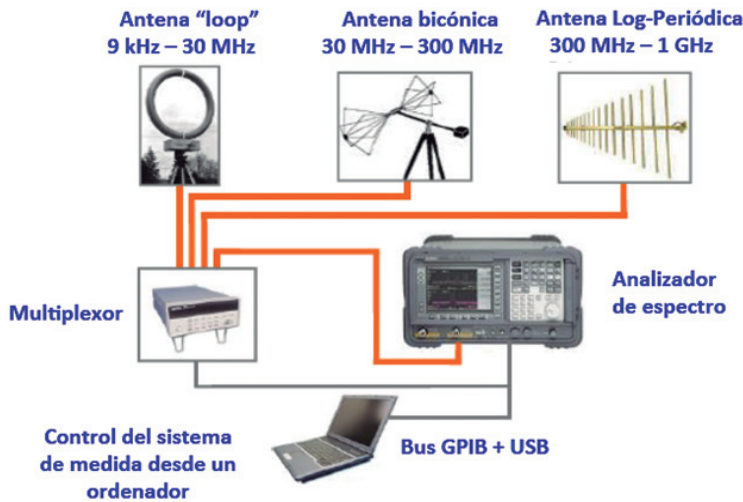 Antena “loop”
9 kHz – 30 MHz
Antena bicónica
30 MHz – 300 MHz
Antena Log-Periódica
300 MHz – 1 GHz
Multiplexor
Analizador
de espectro
Control del sistema
de medida desde un
ordenador
Bus GPIB + USB